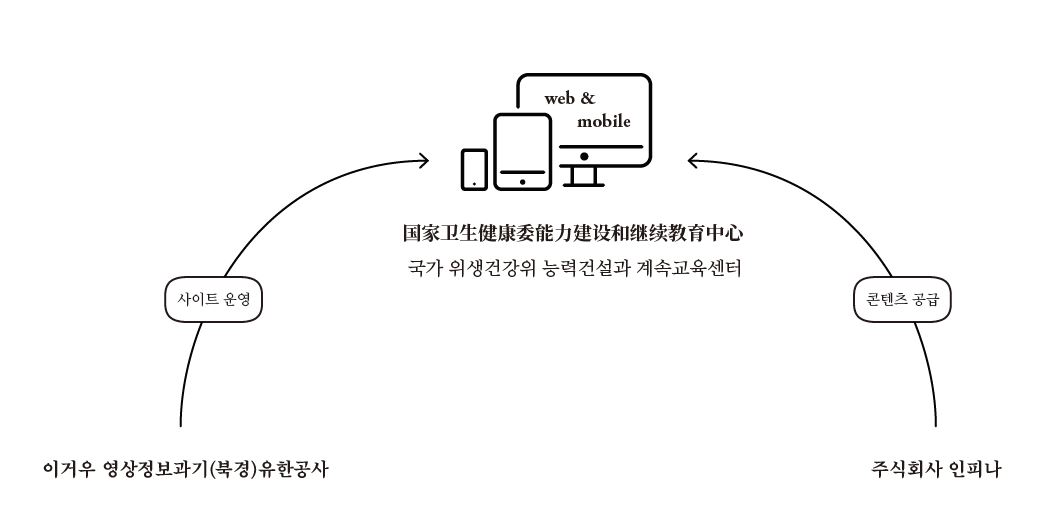 web &
mobile
国家卫生健康委能力建设和继续教育中心
국가 위생건강위 능력건설과 계속교육센터
사이트 운영
콘텐츠 공급
이거우 영상정보과기(북경)유한공사
주식회사 인피나